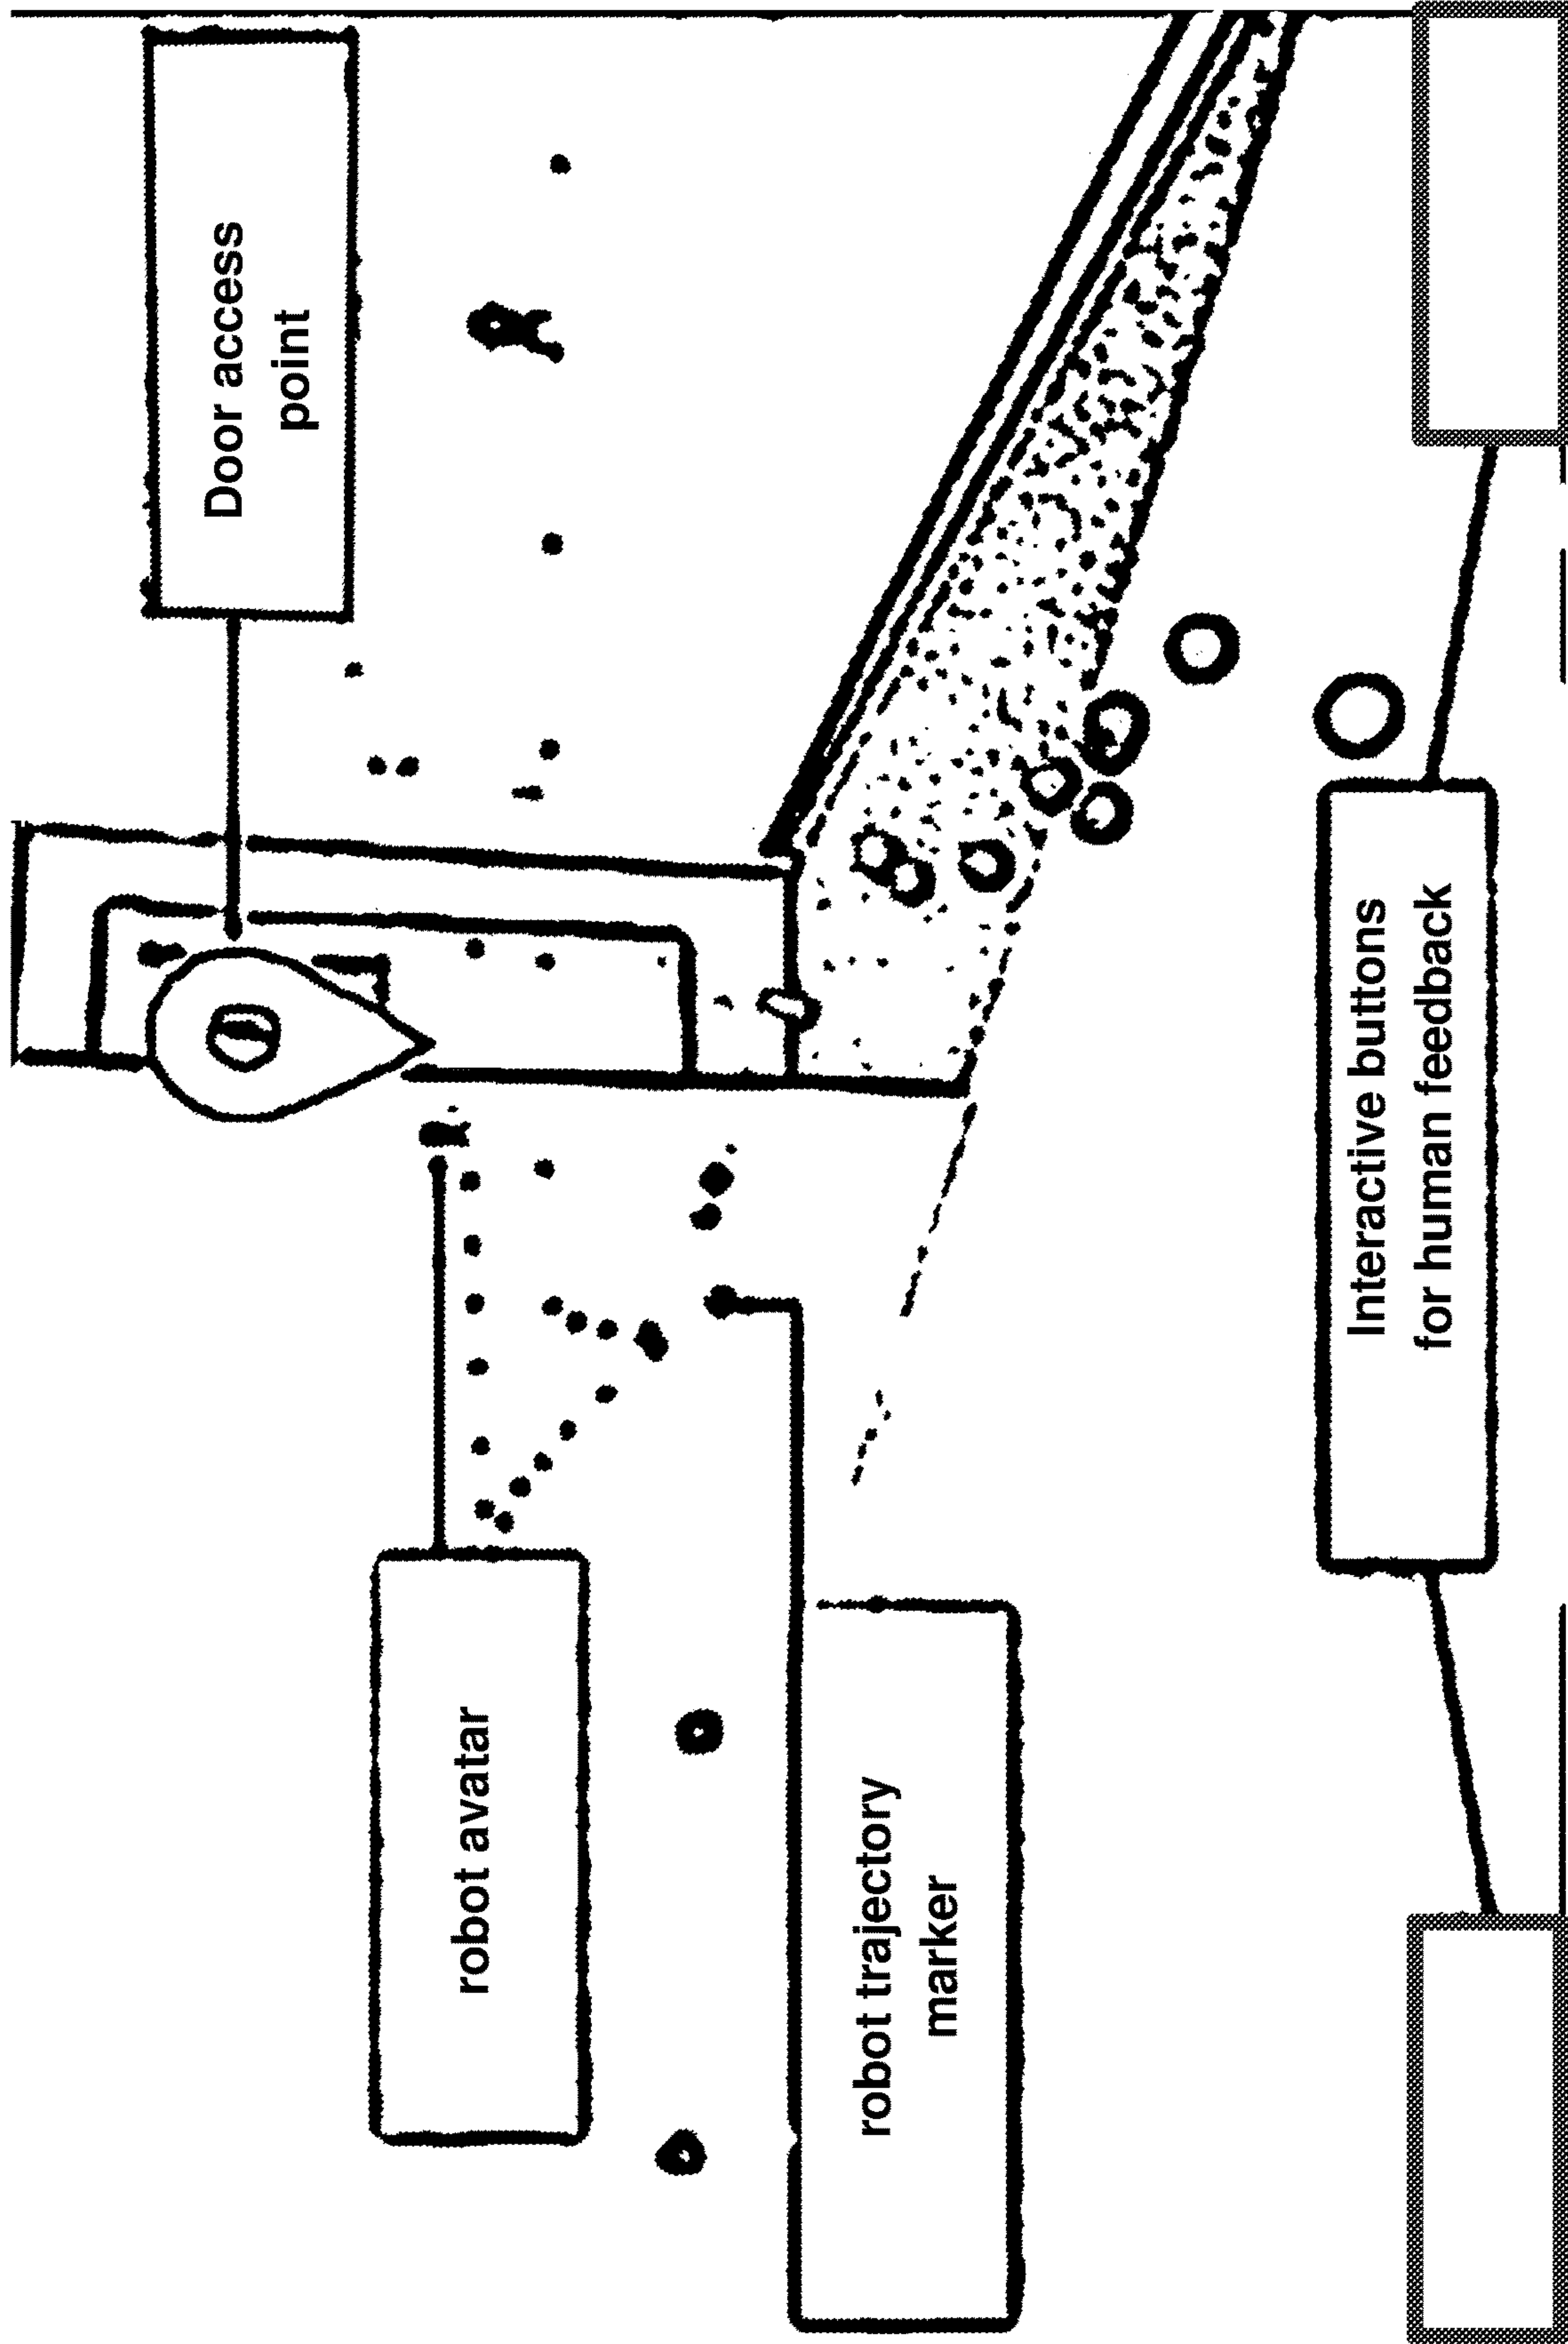 Door access
point
robot avatar
robot trajectory
marker
Interactive buttons
for human feedback